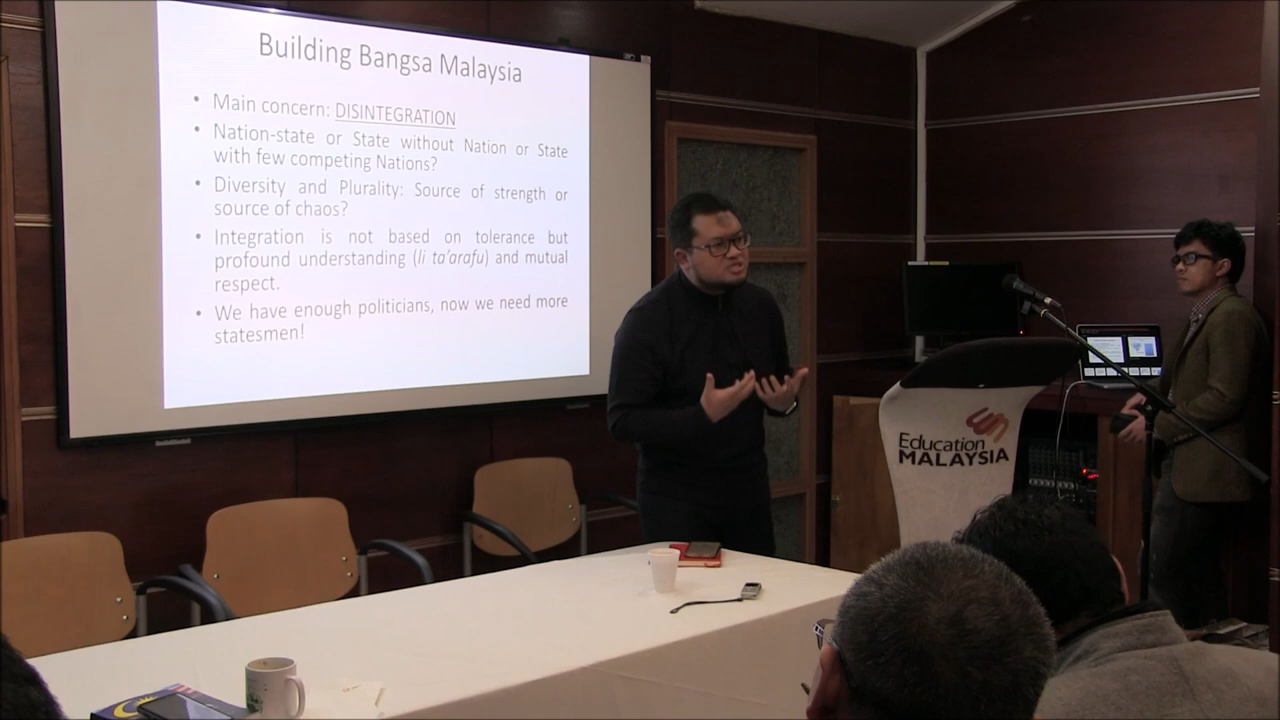 Building Bangsa Malaysia
• Main concern: DISINTEGRATION
• Nation-state or State without Nation or State
with few competing Nations?
• Diversity and Plurality: Source of strength or
source of chaos?
• Integration is not based on tolerance but
profound understanding (li ta'arafu) and mutual
respect.
• We have enough politicians, now we need more
statesmen!
Education
MALAYSIA